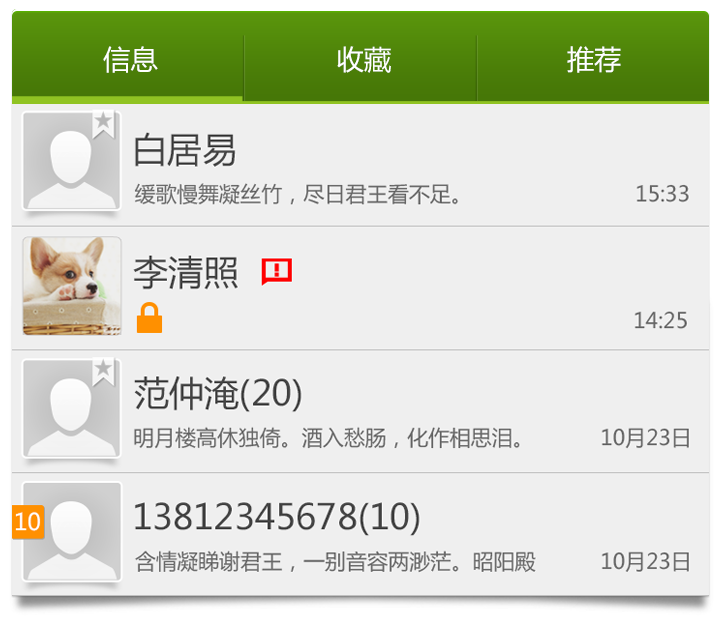 信息 收藏 推荐
白居易
缓歌慢舞凝丝竹，尽日君王看不足。 15:33
李清照
14:25
范仲淹(20)
明月楼高休独倚。酒入愁肠，化作相思泪。 10月23日
10
13812345678(10)
含情凝睇谢君王，一别音容两渺茫。昭阳殿 10月23日